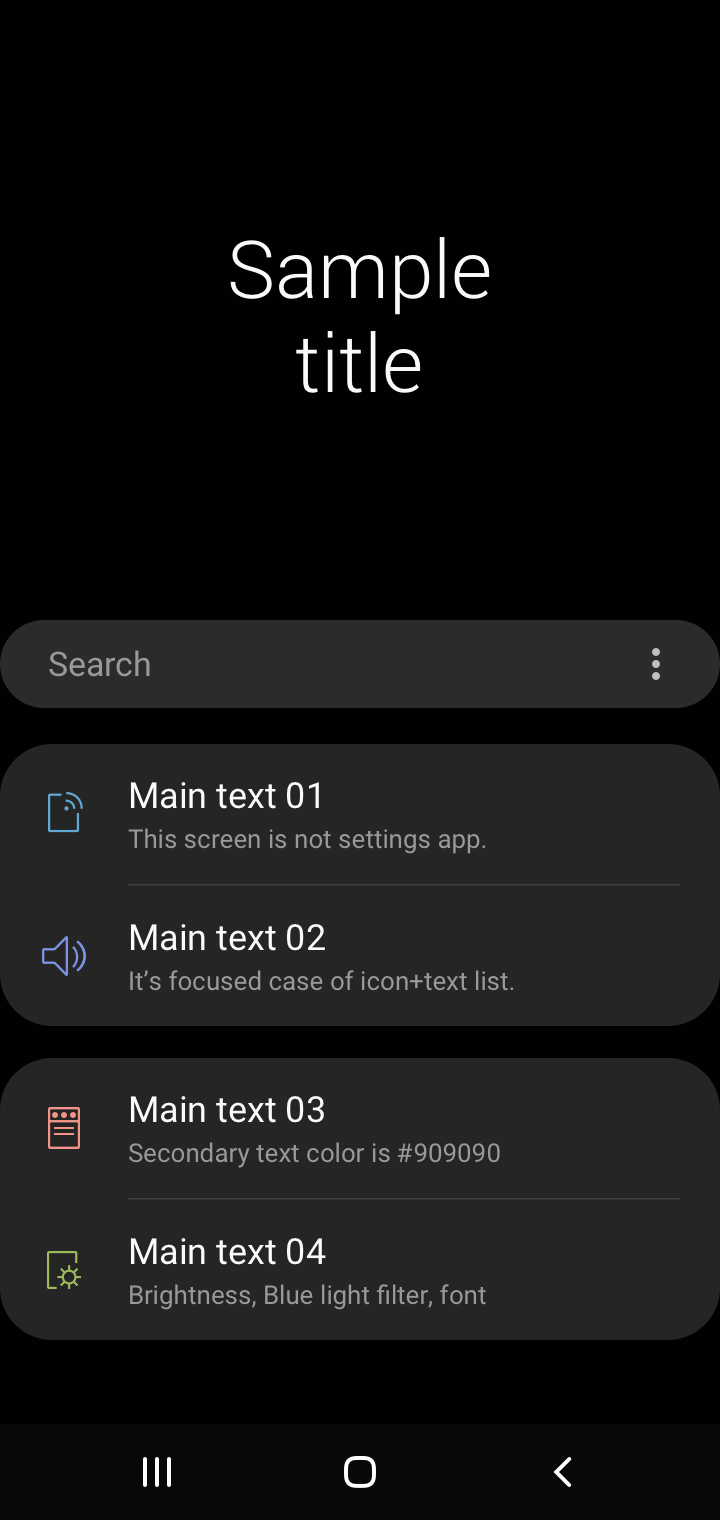 Sample
title
Search
Main text 01
This screen is not settings app.
Main text 02
It’s focused case of icon+text list.
Main text 03
Secondary text color is #909090
Main text 04
Brightness, Blue light filter, font